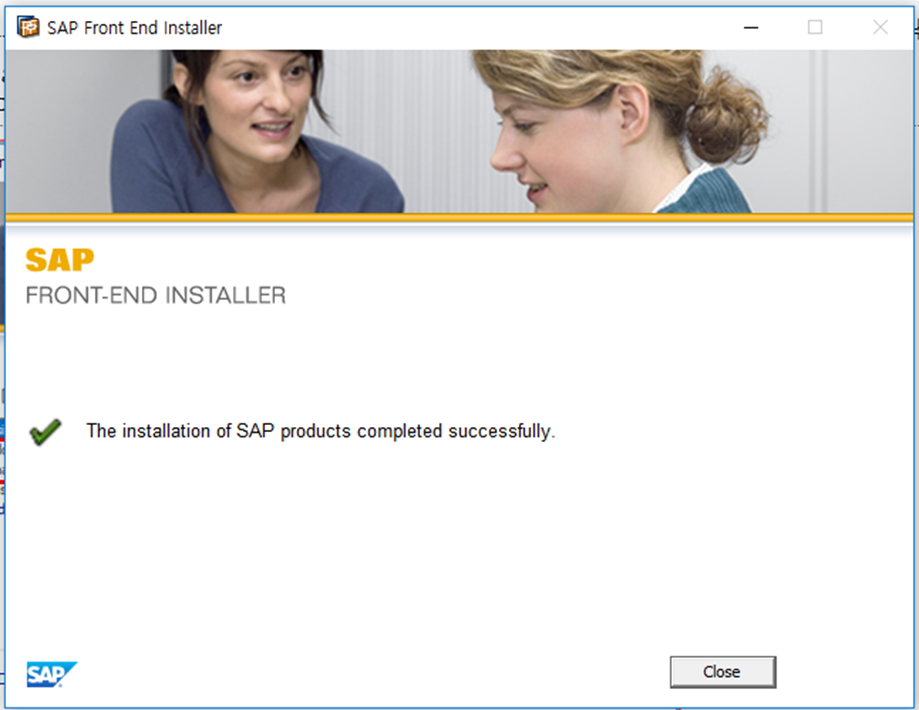 SAP Front End Installer
SAP
FRONT-END INSTALLER
The installation of SAP products completed successfully.
SAP
Close